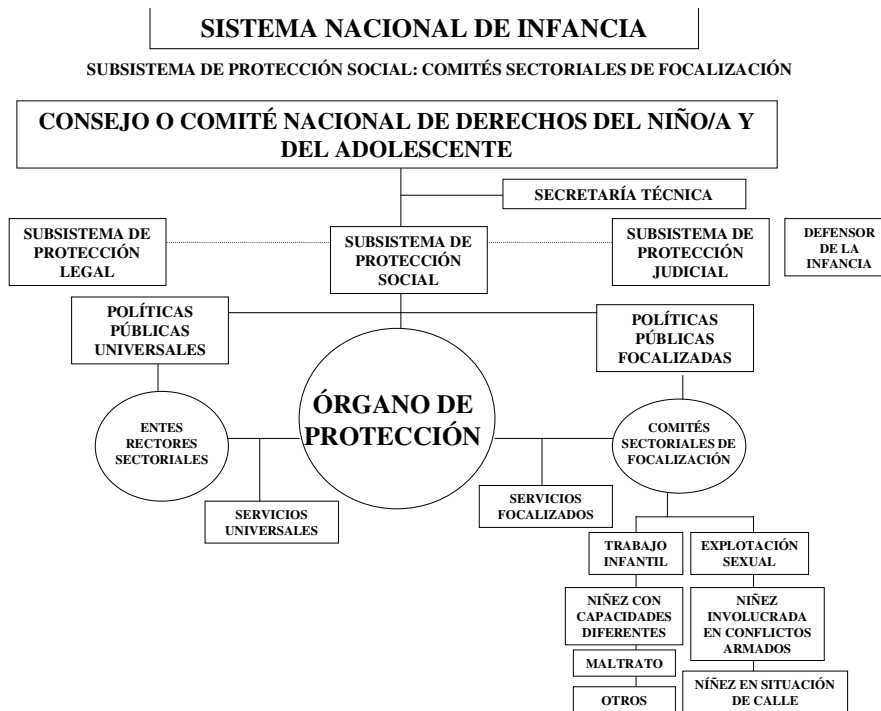 SISTEMA NACIONAL DE INFANCIA
SUBSISTEMA DE PROTECCIÓN SOCIAL: COMITÉS SECTORIALES DE FOCALIZACIÓN
CONSEJO O COMITÉ NACIONAL DE DERECHOS DEL NIÑO/A Y
DEL ADOLESCENTE
SECRETARÍA TÉCNICA
SUBSISTEMA DE
PROTECCIÓN
LEGAL
SUBSISTEMA DE
PROTECCIÓN
SOCIAL
SUBSISTEMA DE
PROTECCIÓN
JUDICIAL
DEFENSOR
DE LA
INFANCIA
POLÍTICAS
PÚBLICAS
UNIVERSALES
POLÍTICAS
PÚBLICAS
FOCALIZADAS
ÓRGANO DE
PROTECCIÓN
ENTES
RECTORES
SECTORIALES
COMITÉS
SECTORIALES DE
FOCALIZACIÓN
SERVICIOS
UNIVERSALES
SERVICIOS
FOCALIZADOS
TRABAJO
INFANTIL
EXPLOTACIÓN
SEXUAL
NIÑEZ CON
CAPACIDADES
DIFERENTES
NIÑEZ
INVOLUCRADA
EN CONFLICTOS
ARMADOS
MALTRATO
OTROS
NÍÑEZ EN SITUACIÓN
DE CALLE